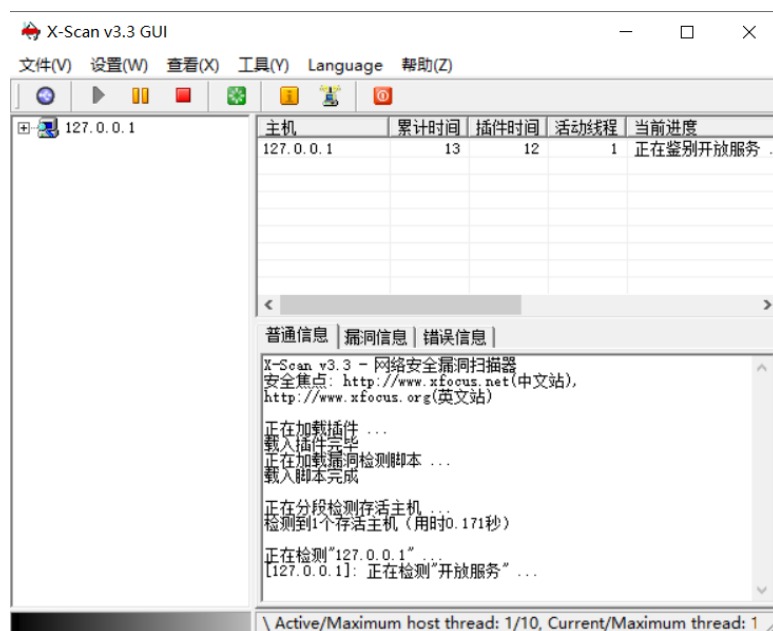 X-Scan v3.3 GUI
文件(V) 设置(W) 查看(X) 工具(Y) Language 帮助(Z)
127.0.0.1
主机 累计时间 插件时间 活动线程 当前进度
127.0.0.1 13 12 1 正在鉴别开放服务 .
普通信息 漏洞信息 错误信息
X-Scan v3.3 - 网络安全漏洞扫描器
安全焦点: http://www.xfocus.net(中文站),
http://www.xfocus.org(英文站)
正在加载插件 ...
载入插件完毕
正在加载漏洞检测脚本 ...
载入脚本完成
正在分段检测存活主机 ...
检测到1个存活主机 (用时0.171秒)
正在检测"127.0.0.1" ...
[127.0.0.1]: 正在检测"开放服务" ...
\ Active/Maximum host thread: 1/10, Current/Maximum thread: 1